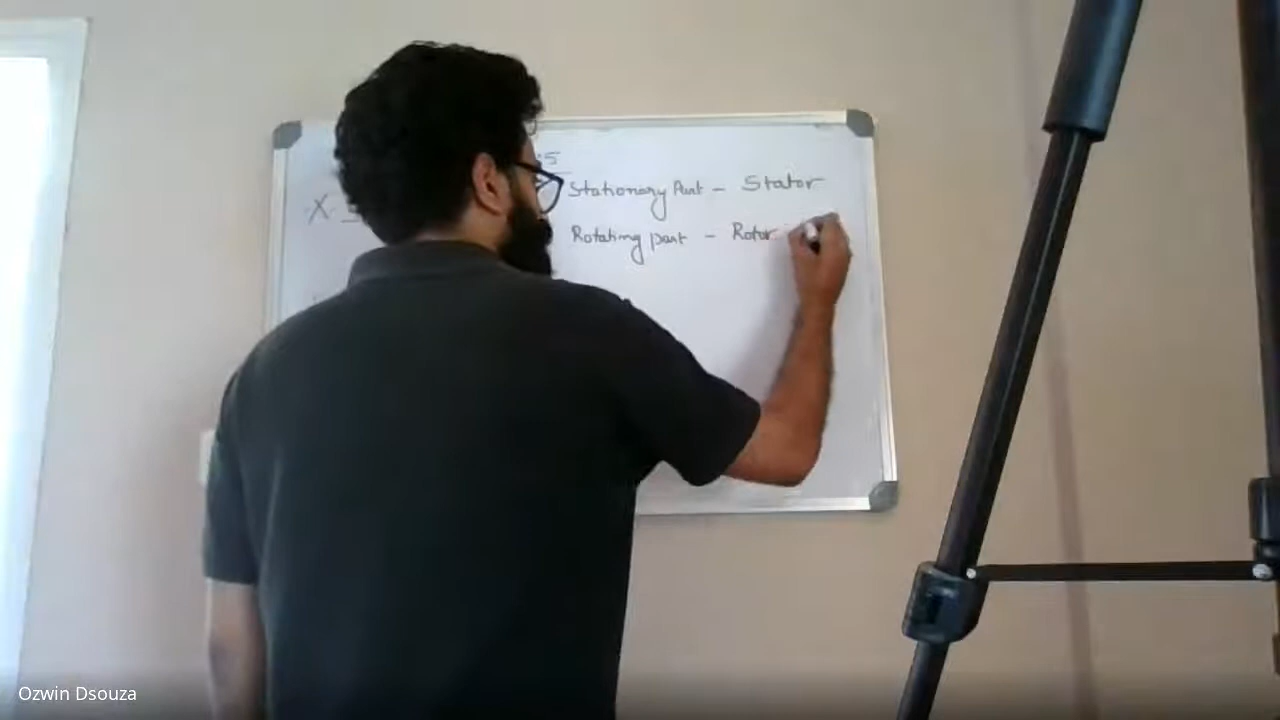 Stationary Part - Stator
X
Rotating part - Rotor
Ozwin Dsouza